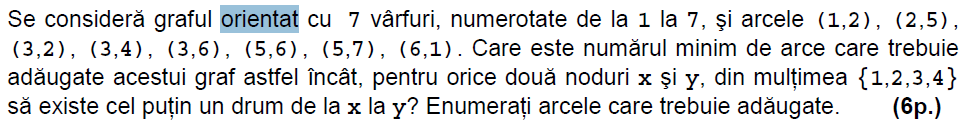 Se consideră graful orientat cu 7 vârfuri, numerotate de la 1 la 7, şi arcele (1,2), (2,5),
(3,2), (3,4), (3,6), (5,6), (5,7), (6,1). Care este numărul minim de arce care trebuie
adăugate acestui graf astfel încât, pentru orice două noduri x şi y, din mulțimea {1,2,3,4}
să existe cel puțin un drum de la x la y? Enumerați arcele care trebuie adăugate. (6p.)